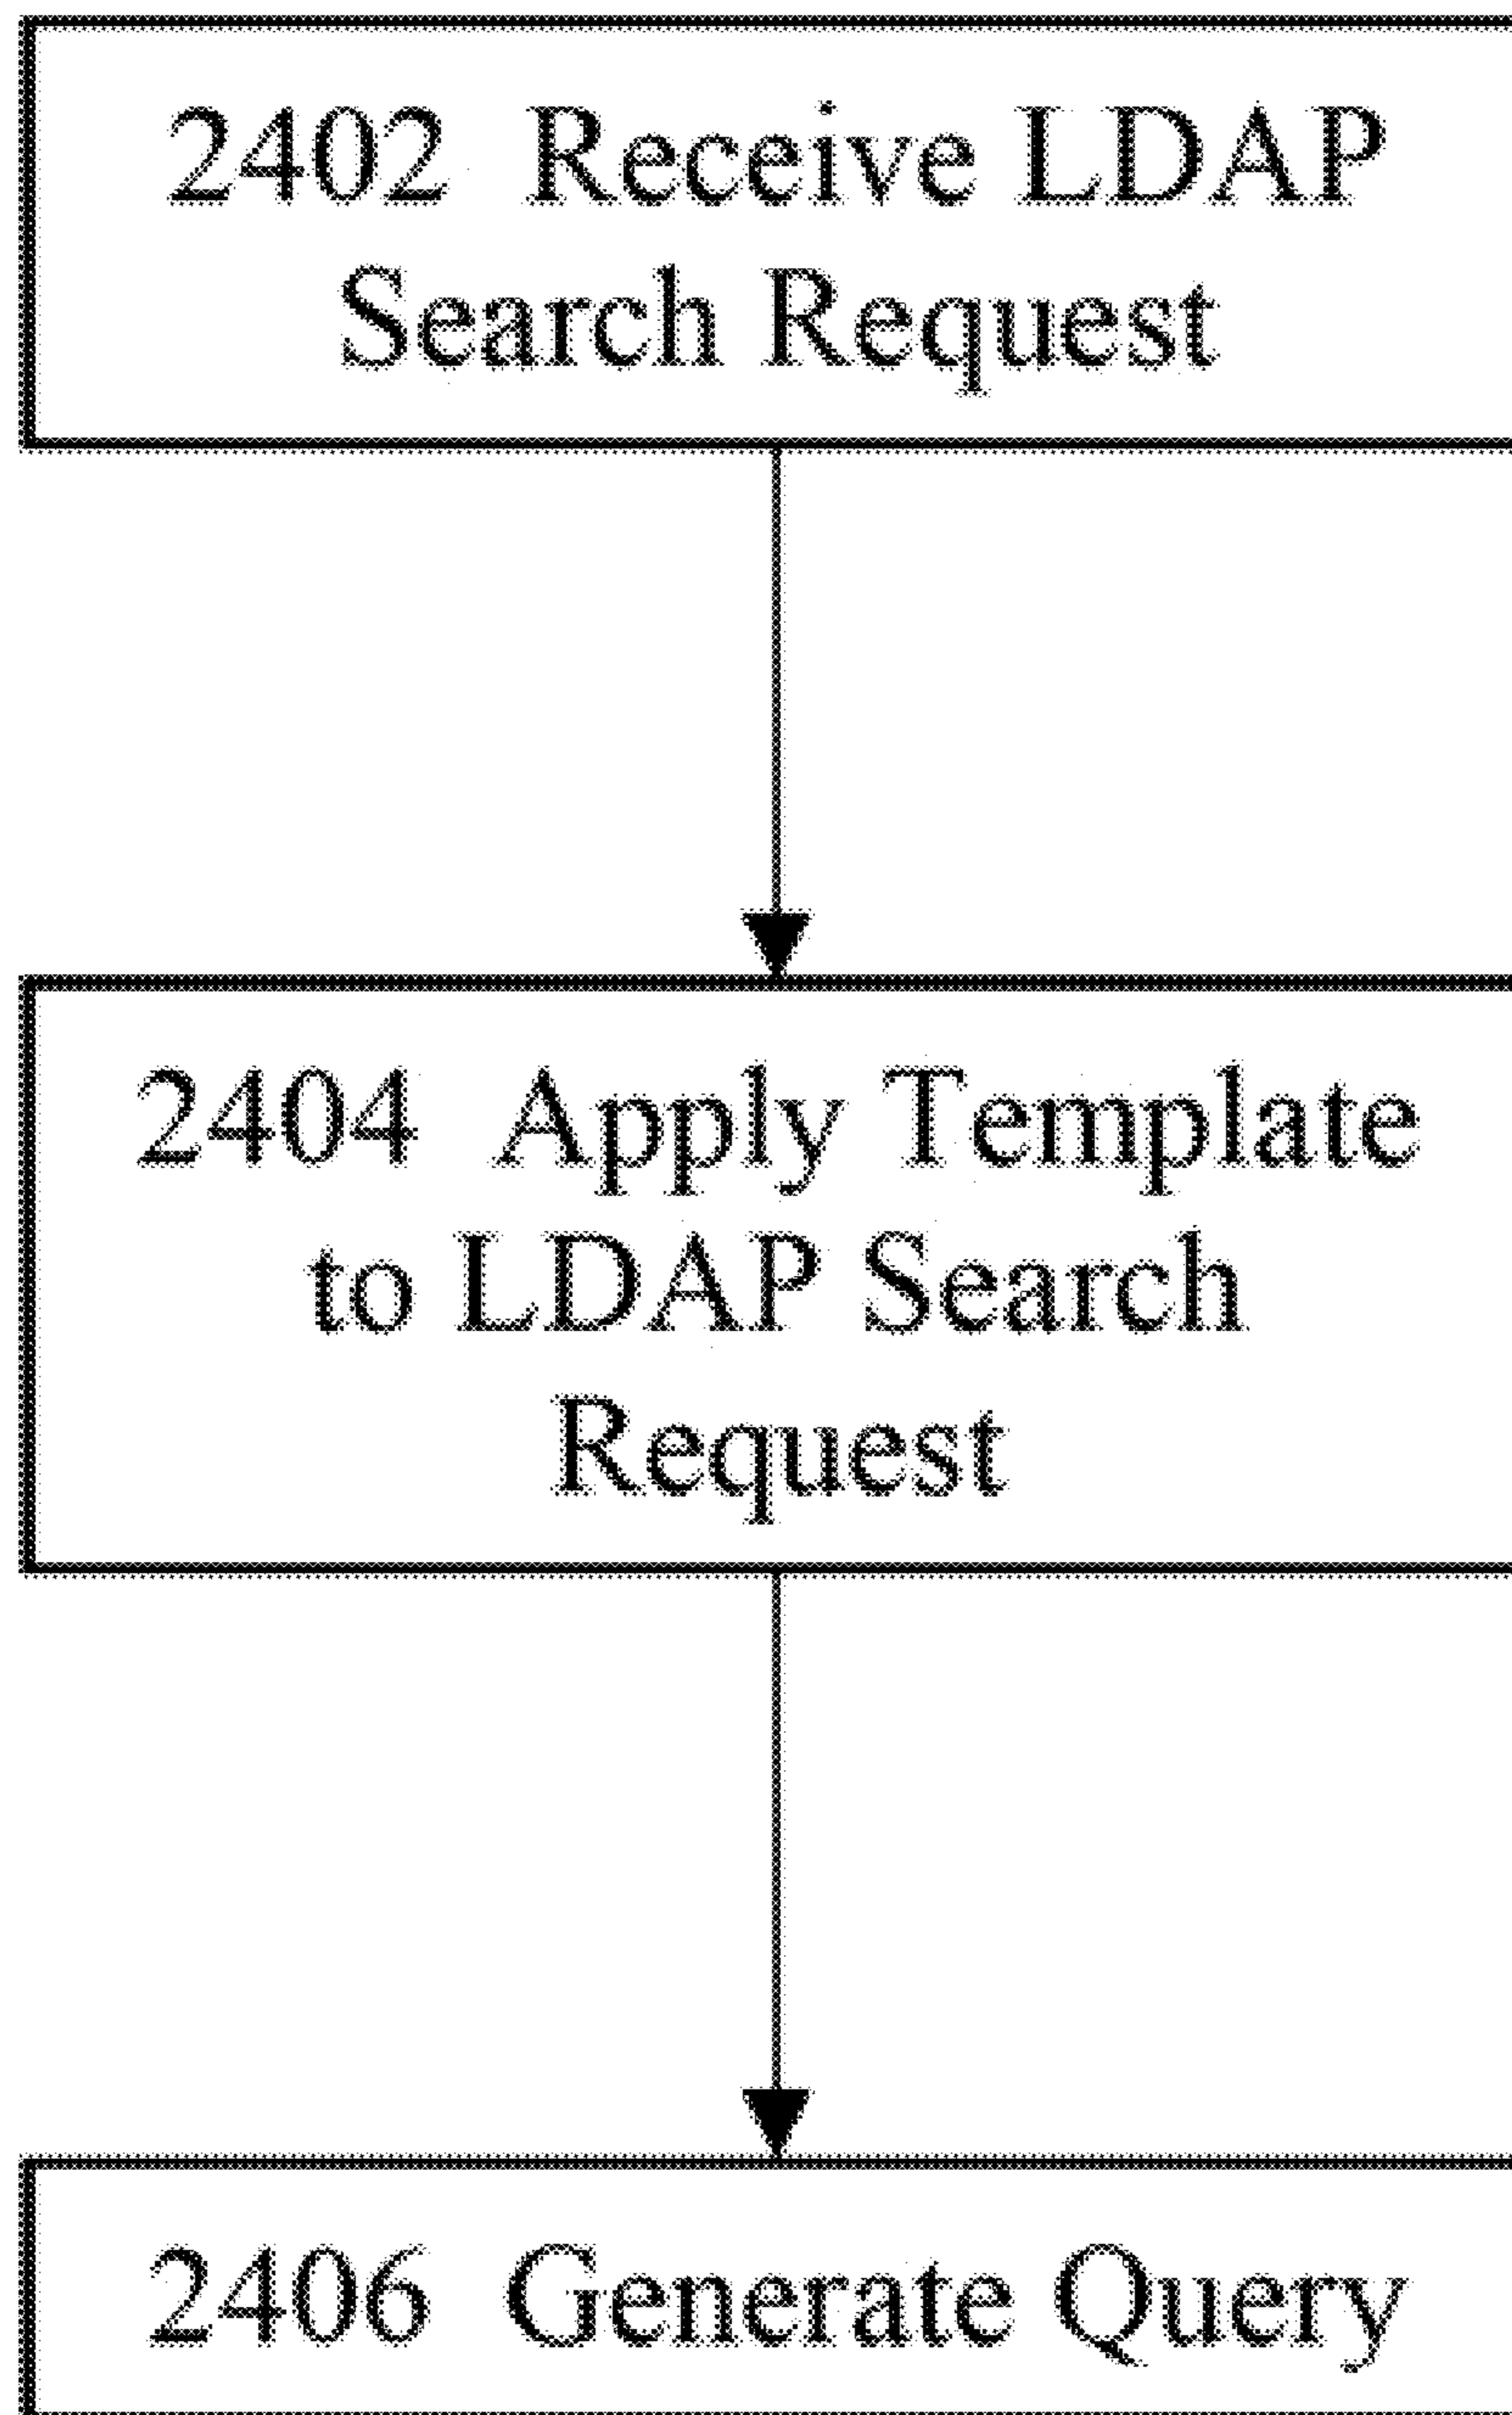 2402 Receive LDAP
Search Request
2404 Apply Template
to LDAP Search
Request
2406 Generate Query